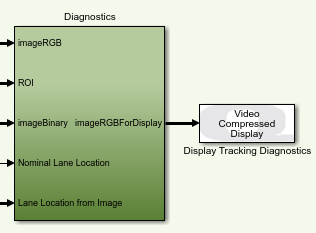 Diagnostics
imageRGB
ROI
imageBinary imageRGBForDisplay
Nominal Lane Location
Lane Location from Image
Video
Compressed
Display
Display Tracking Diagnostics